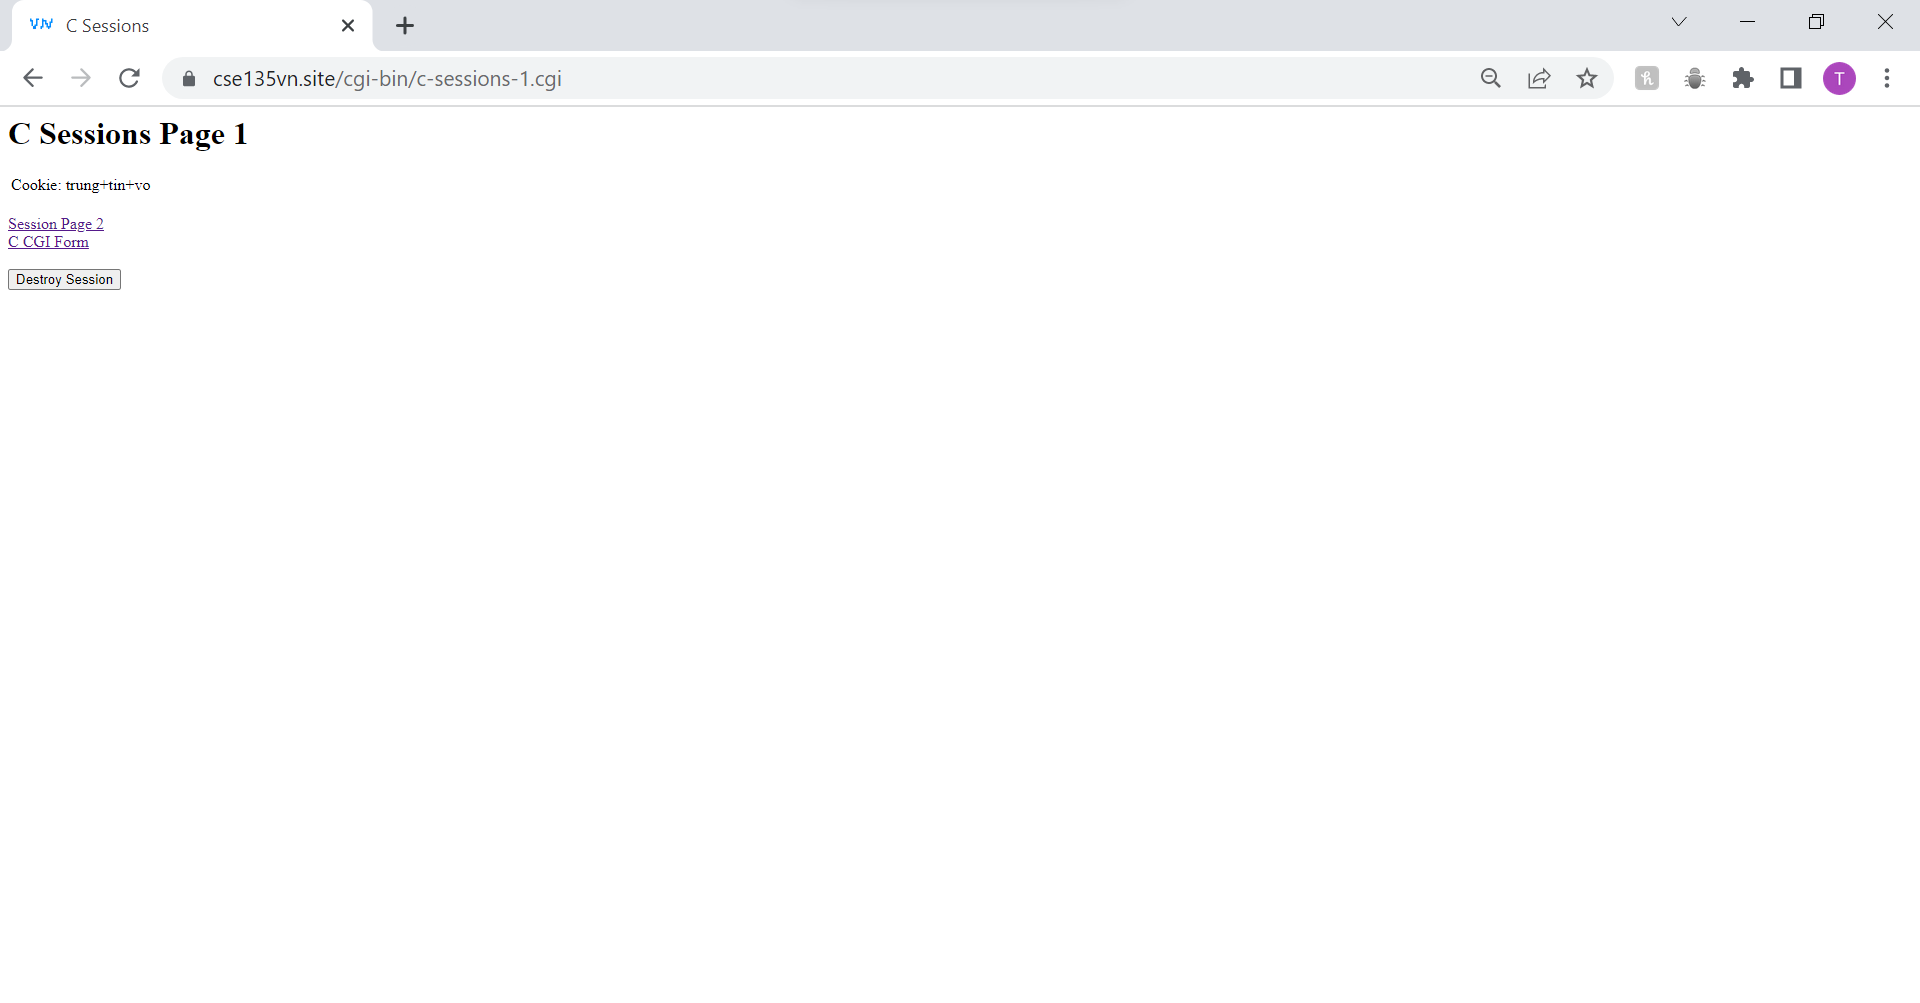 C Sessions
cse135vn.site/cgi-bin/c-sessions-1.cgi
T
C Sessions Page 1
Cookie: trung+tin+vo
Session Page 2
C CGI Form
Destroy Session